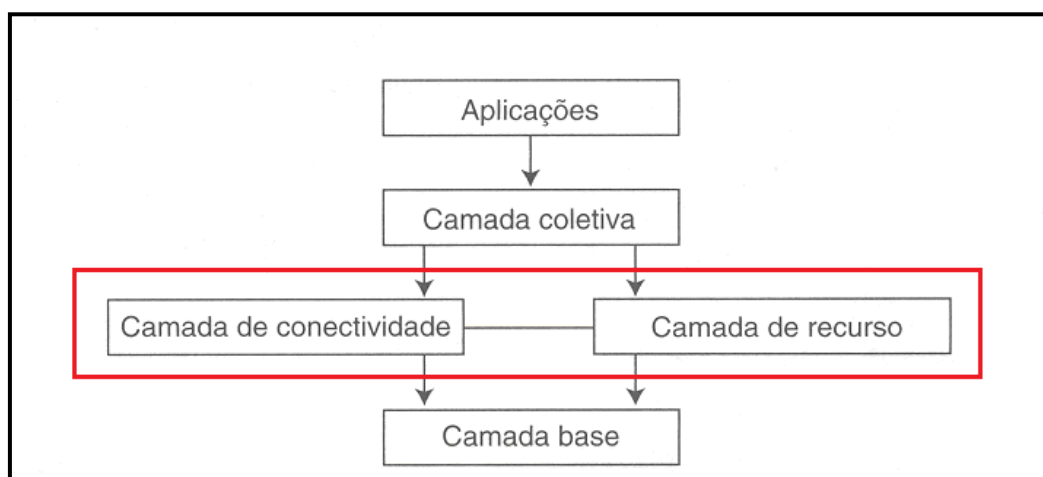 Aplicações
Camada coletiva
Camada de conectividade
Camada de recurso
Camada base